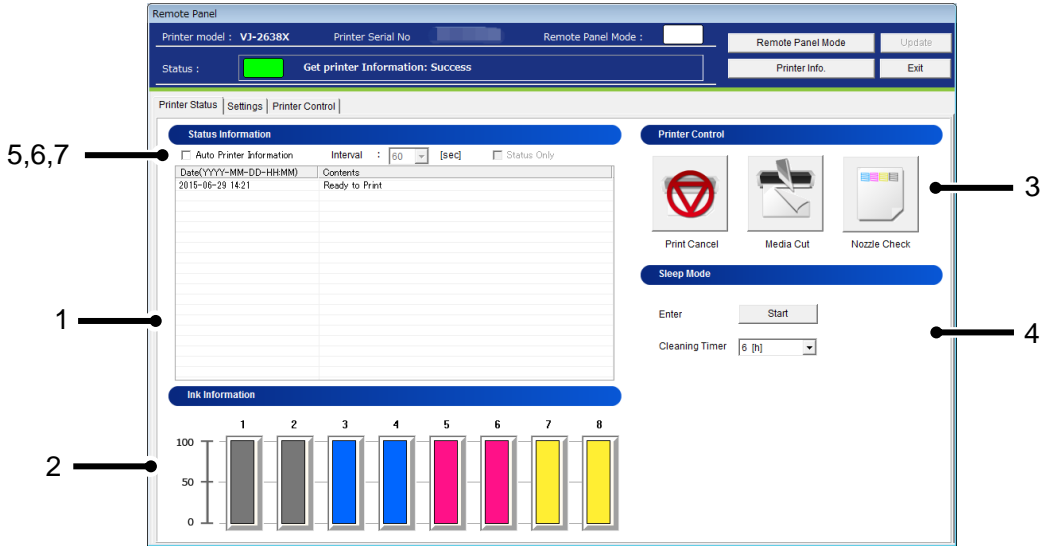 Remote Panel
Printer model : VJ-2638X Printer Serial No Remote Panel Mode :
Remote Panel Mode Update
Status : Get printer Information: Success
Printer Info. Exit
Printer Status Settings Printer Control
Status Information Printer Control
5,6,7
Auto Printer Information Interval : 60 [sec] Status Only
Date(YYYY-MM-DD-HH:MM) Contents
2015-06-29 14:21 Ready to Print
3
Print Cancel Media Cut Nozzle Check
Sleep Mode
1
Enter Start
4
Cleaning Timer 6 [h]
Ink Information
1 2 3 4 5 6 7 8
100
2
50
0